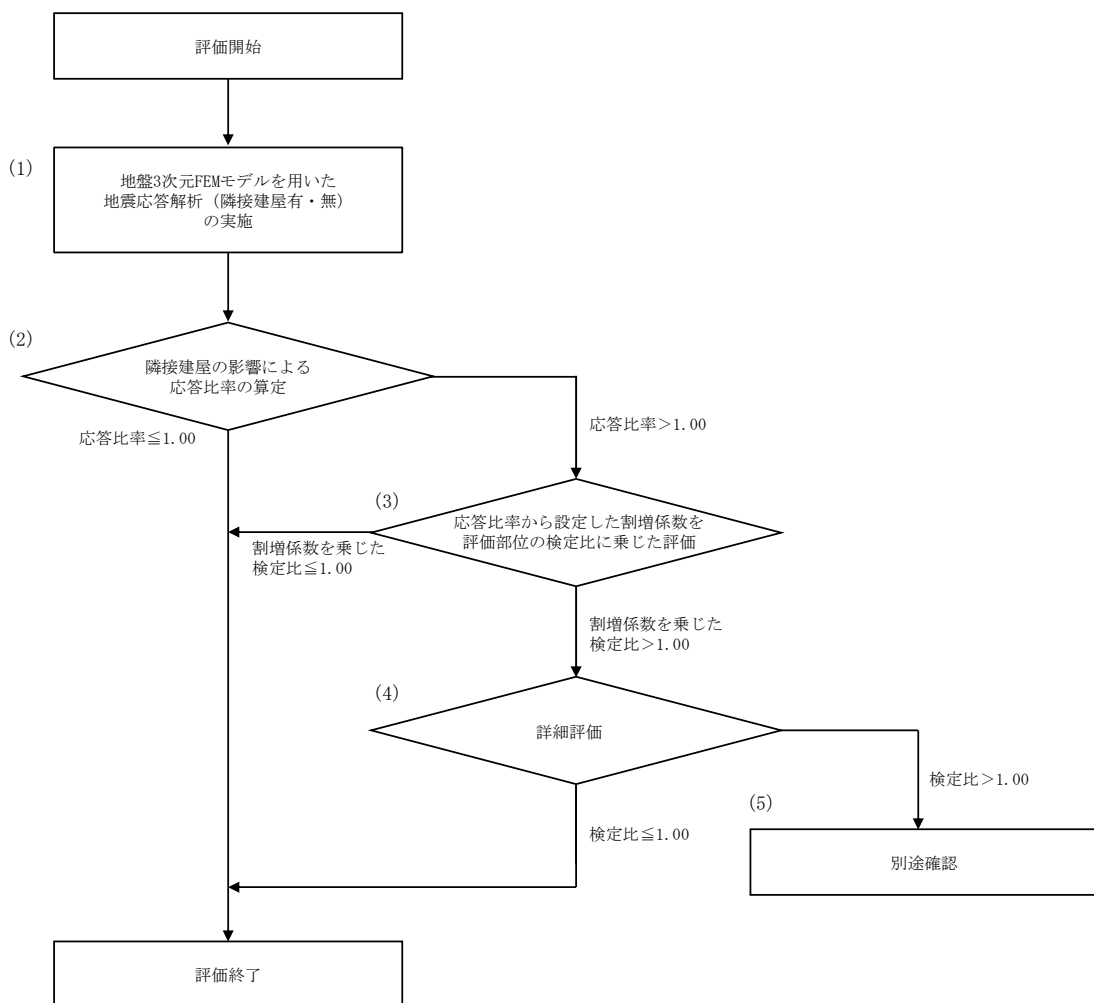 評価開始
(1)
地盤3次元FEMモデルを用いた
地震応答解析（隣接建屋有・無）
の実施
(2)
隣接建屋の影響による
応答比率の算定
応答比率≦1.00
応答比率＞1.00
(3)
応答比率から設定した割増係数を
評価部位の検定比に乗じた評価
割増係数を乗じた
検定比≦1.00
割増係数を乗じた
検定比＞1.00
(4)
詳細評価
検定比＞1.00
検定比≦1.00
(5)
別途確認
評価終了